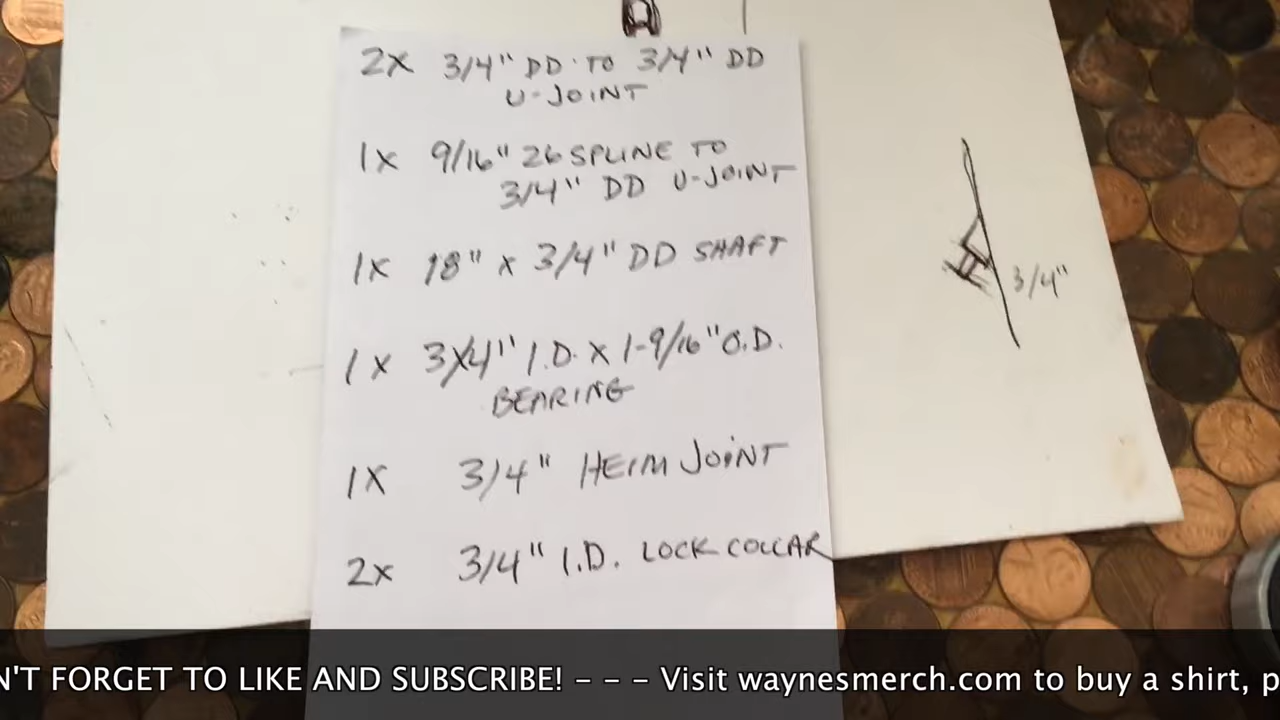 2X 3/4" DD TO 3/4" DD
U-JOINT
1X 9/16" 26 SPLINE TO
3/4" DD U-JOINT
1X 18" X 3/4" DD SHAFT
1X 3/4" I.D. X 1-9/16" O.D.
BEARING
1X 3/4" HEIM JOINT
2X 3/4" I.D. LOCK COLLAR
3/4"
N'T FORGET TO LIKE AND SUBSCRIBE! - - - Visit waynesmerch.com to buy a shirt, p